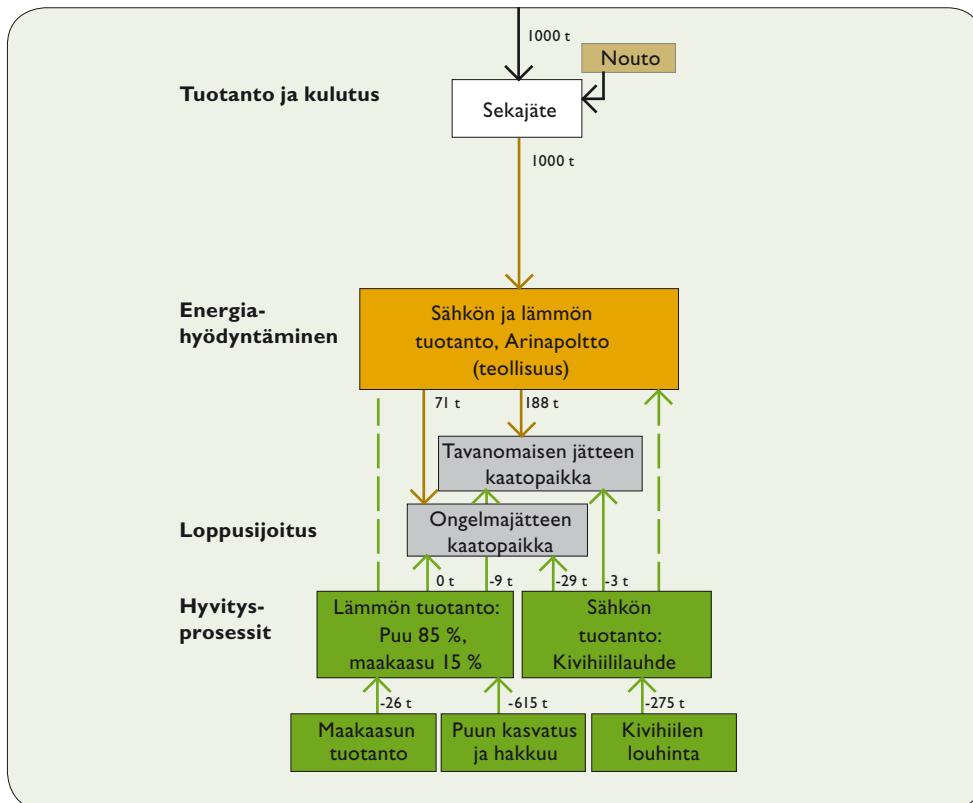 1000 t
Nouto
Tuotanto ja kulutus
Sekajäte
1000 t
Energia-
hyödyntäminen
Sähkön ja lämmön
tuotanto, Arinapoltto
(teollisuus)
71 t
188 t
Tavanomaisen jätteen
kaatopaikka
Loppusijoitus
Ongelmajätteen
kaatopaikka
0 t
-9 t
-29 t
-3 t
Hyvitys-
prosessit
Lämmön tuotanto:
Puu 85 %,
maakaasu 15 %
Sähkön
tuotanto:
Kivihiililauhde
-26 t
-615 t
-275 t
Maakaasun
tuotanto
Puun kasvatus
ja hakkuu
Kivihiilen
louhinta